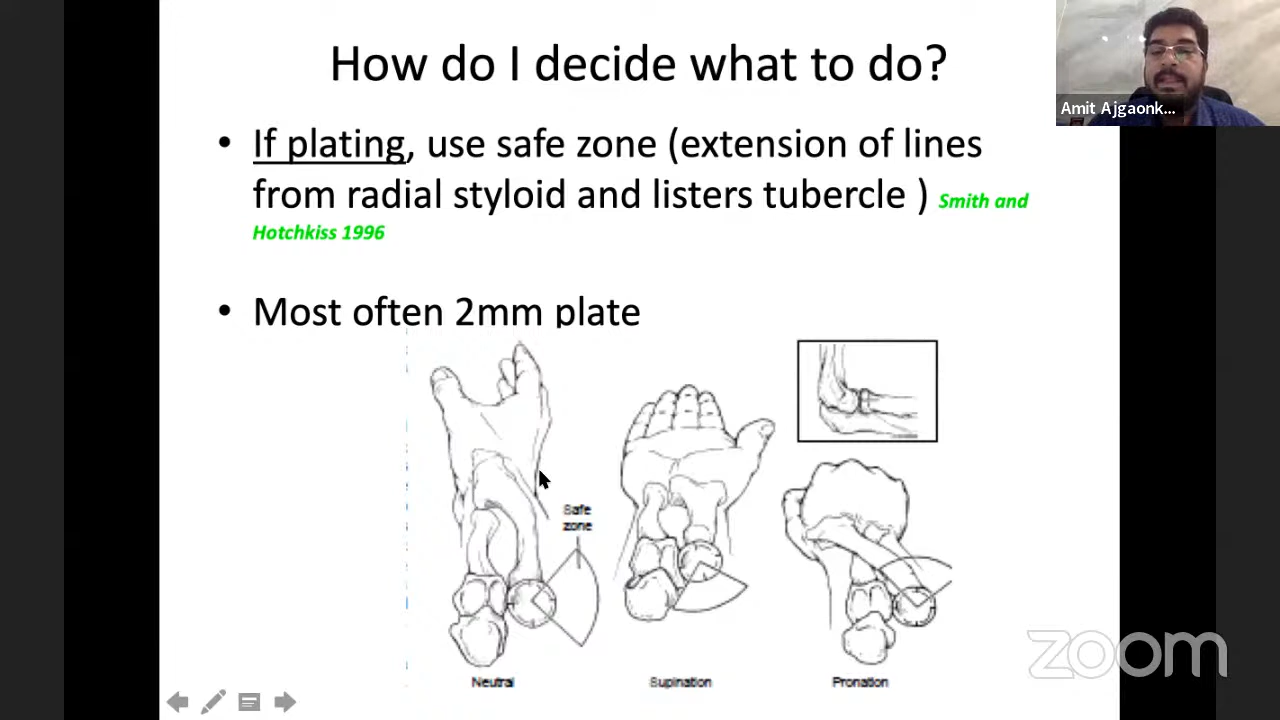 How do I decide what to do?
Amit Ajgaonk...
• If plating, use safe zone (extension of lines
from radial styloid and listers tubercle ) Smith and
Hotchkiss 1996
• Most often 2mm plate
Safe
zone
Neutral
Supination
Pronation
zoom